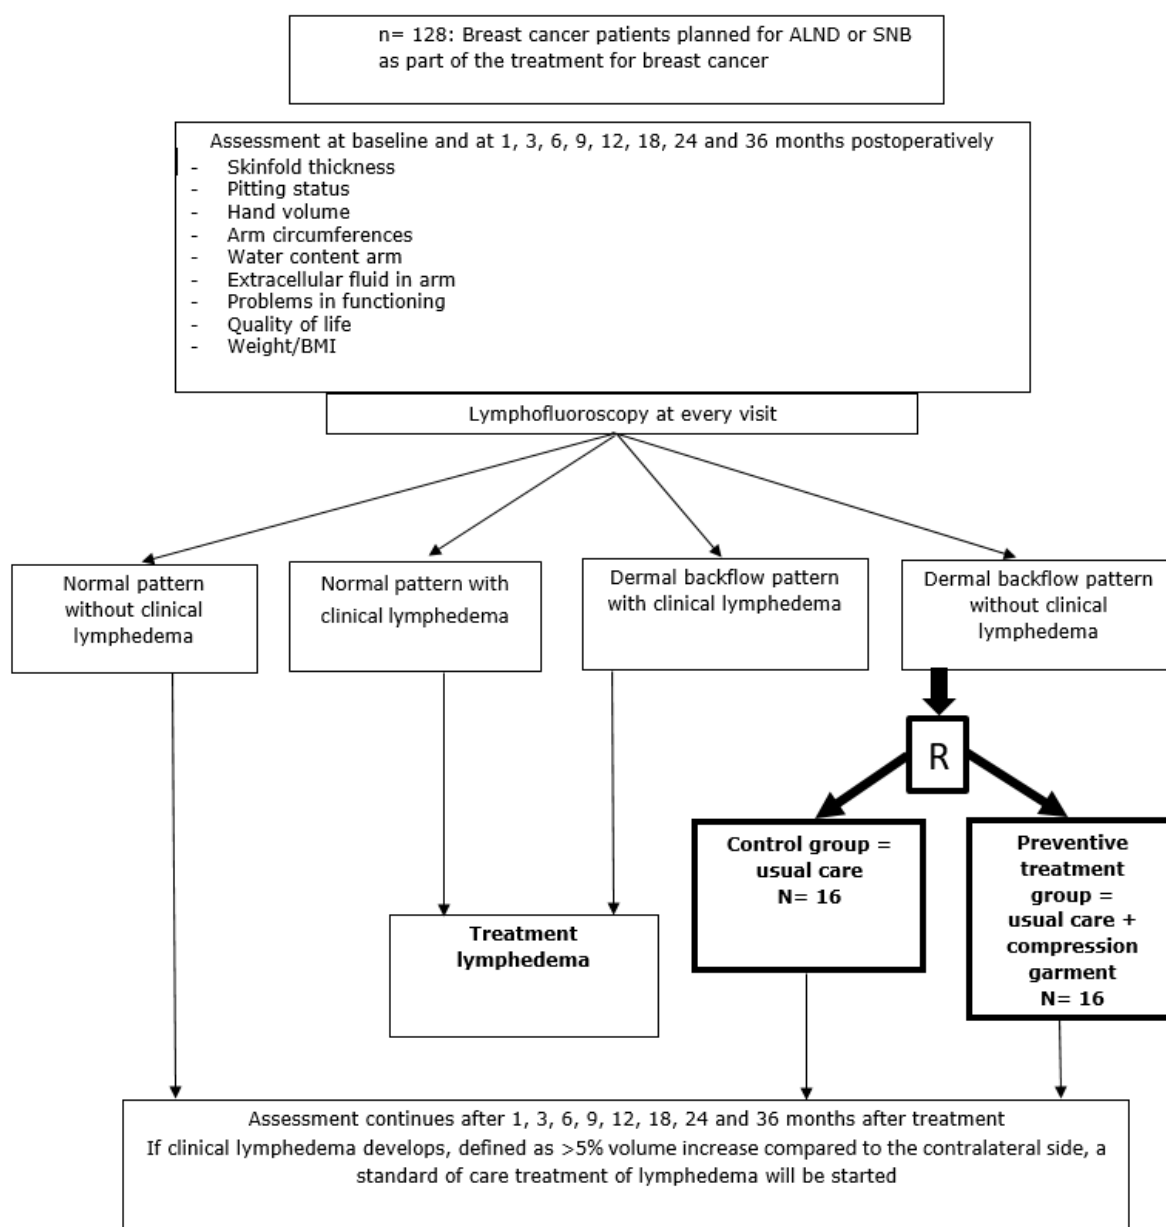 n= 128: Breast cancer patients planned for ALND or SNB
as part of the treatment for breast cancer
Assessment at baseline and at 1, 3, 6, 9, 12, 18, 24 and 36 months postoperatively
- Skinfold thickness
- Pitting status
- Hand volume
- Arm circumferences
- Water content arm
- Extracellular fluid in arm
- Problems in functioning
- Quality of life
- Weight/BMI
Lymphofluoroscopy at every visit
Normal pattern
without clinical
lymphedema
Normal pattern with
clinical lymphedema
Dermal backflow pattern
with clinical lymphedema
Dermal backflow pattern
without clinical
lymphedema
R
Control group =
usual care
N= 16
Preventive
treatment
group =
usual care +
compression
garment
N= 16
Treatment
lymphedema
Assessment continues after 1, 3, 6, 9, 12, 18, 24 and 36 months after treatment
If clinical lymphedema develops, defined as >5% volume increase compared to the contralateral side, a
standard of care treatment of lymphedema will be started